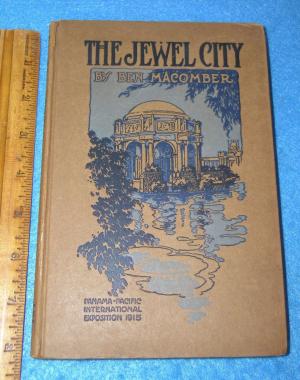 THE JEWEL CITY
BY BEN MACOMBER
PANAMA-PACIFIC
INTERNATIONAL
EXPOSITION 1915